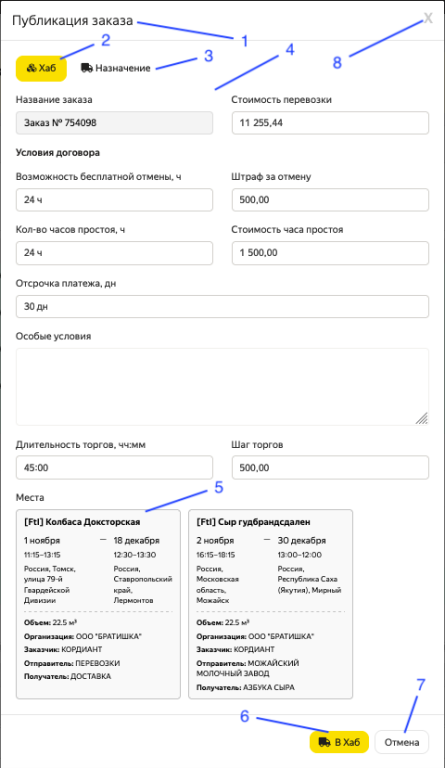 Публикация заказа
1
X
2
3
4
8
Хаб
Назначение
Название заказа
Стоимость перевозки
Заказ № 754098
11 255,44
Условия договора
Возможность бесплатной отмены, ч
Штраф за отмену
24 ч
500,00
Кол-во часов простоя, ч
Стоимость часа простоя
24 ч
1 500,00
Отсрочка платежа, дн
30 дн
Особые условия
Длительность торгов, чч:мм
Шаг торгов
45:00
500,00
Места
5
[Ftl] Колбаса Доксторская
1 ноября — 18 декабря
11:15–13:15
12:30–13:30
Россия, Томск,
улица 79-й
Гвардейской
Дивизии
Россия,
Ставропольский
край,
Лермонтов
Объем: 22.5 м³
Организация: ООО "БРАТИШКА"
Заказчик: КОРДИАНТ
Отправитель: ПЕРЕВОЗКИ
Получатель: ДОСТАВКА
[Ftl] Сыр гудбрандсдален
2 ноября — 30 декабря
16:15–18:15
13:00–12:00
Россия,
Московская
область,
Можайск
Россия,
Республика Саха
(Якутия), Мирный
Объем: 22.5 м³
Организация: ООО "БРАТИШКА"
Заказчик: КОРДИАНТ
Отправитель: МОЖАЙСКИЙ
МОЛОЧНЫЙ ЗАВОД
Получатель: АЗБУКА СЫРА
6
7
В Хаб
Отмена